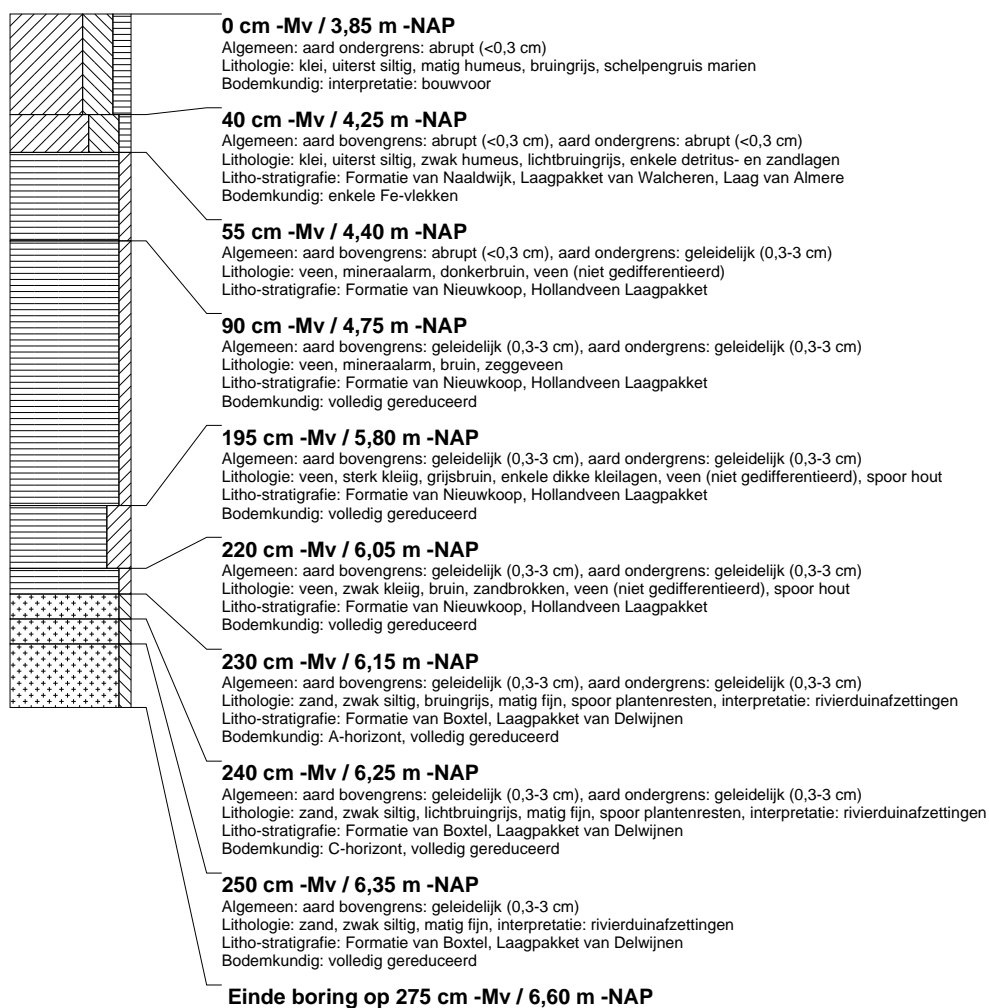 0 cm -Mv / 3,85 m -NAP
Algemeen: aard ondergrens: abrupt (<0,3 cm)
Lithologie: klei, uiterst siltig, matig humeus, bruingrijs, schelpengruis marien
Bodemkundig: interpretatie: bouwvoor
40 cm -Mv / 4,25 m -NAP
Algemeen: aard bovengrens: abrupt (<0,3 cm), aard ondergrens: abrupt (<0,3 cm)
Lithologie: klei, uiterst siltig, zwak humeus, lichtbruingrijs, enkele detritus- en zandlagen
Litho-stratigrafie: Formatie van Naaldwijk, Laagpakket van Walcheren, Laag van Almere
Bodemkundig: enkele Fe-vlekken
55 cm -Mv / 4,40 m -NAP
Algemeen: aard bovengrens: abrupt (<0,3 cm), aard ondergrens: geleidelijk (0,3-3 cm)
Lithologie: veen, mineraalarm, donkerbruin, veen (niet gedifferentieerd)
Litho-stratigrafie: Formatie van Nieuwkoop, Hollandveen Laagpakket
90 cm -Mv / 4,75 m -NAP
Algemeen: aard bovengrens: geleidelijk (0,3-3 cm), aard ondergrens: geleidelijk (0,3-3 cm)
Lithologie: veen, mineraalarm, bruin, zeggeveen
Litho-stratigrafie: Formatie van Nieuwkoop, Hollandveen Laagpakket
Bodemkundig: volledig gereduceerd
195 cm -Mv / 5,80 m -NAP
Algemeen: aard bovengrens: geleidelijk (0,3-3 cm), aard ondergrens: geleidelijk (0,3-3 cm)
Lithologie: veen, sterk kleiig, grijsbruin, enkele dikke kleilagen, veen (niet gedifferentieerd), spoor hout
Litho-stratigrafie: Formatie van Nieuwkoop, Hollandveen Laagpakket
Bodemkundig: volledig gereduceerd
220 cm -Mv / 6,05 m -NAP
Algemeen: aard bovengrens: geleidelijk (0,3-3 cm), aard ondergrens: geleidelijk (0,3-3 cm)
Lithologie: veen, zwak kleiig, bruin, zandbrokken, veen (niet gedifferentieerd), spoor hout
Litho-stratigrafie: Formatie van Nieuwkoop, Hollandveen Laagpakket
Bodemkundig: volledig gereduceerd
230 cm -Mv / 6,15 m -NAP
Algemeen: aard bovengrens: geleidelijk (0,3-3 cm), aard ondergrens: geleidelijk (0,3-3 cm)
Lithologie: zand, zwak siltig, bruingrijs, matig fijn, spoor plantenresten, interpretatie: rivierduinafzettingen
Litho-stratigrafie: Formatie van Boxtel, Laagpakket van Delwijnen
Bodemkundig: A-horizont, volledig gereduceerd
240 cm -Mv / 6,25 m -NAP
Algemeen: aard bovengrens: geleidelijk (0,3-3 cm), aard ondergrens: geleidelijk (0,3-3 cm)
Lithologie: zand, zwak siltig, lichtbruingrijs, matig fijn, spoor plantenresten, interpretatie: rivierduinafzettingen
Litho-stratigrafie: Formatie van Boxtel, Laagpakket van Delwijnen
Bodemkundig: C-horizont, volledig gereduceerd
250 cm -Mv / 6,35 m -NAP
Algemeen: aard bovengrens: geleidelijk (0,3-3 cm)
Lithologie: zand, zwak siltig, matig fijn, interpretatie: rivierduinafzettingen
Litho-stratigrafie: Formatie van Boxtel, Laagpakket van Delwijnen
Bodemkundig: volledig gereduceerd
Einde boring op 275 cm -Mv / 6,60 m -NAP